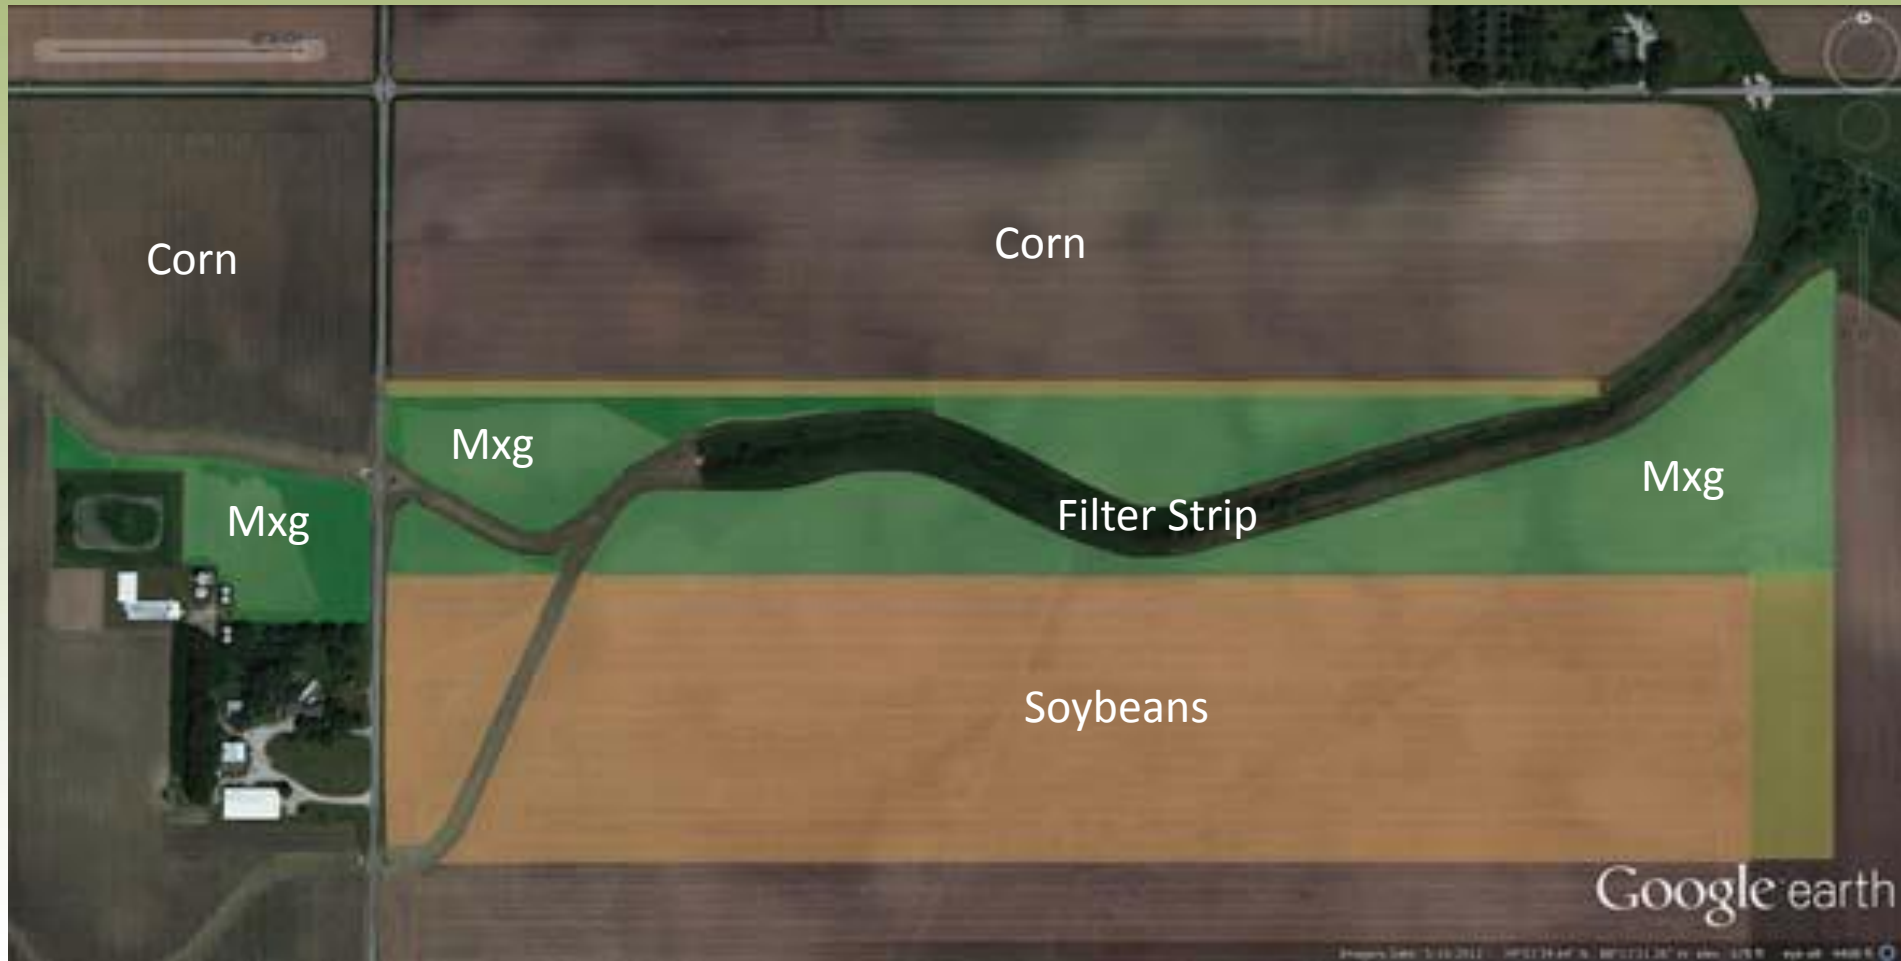 Corn
Corn
Mxg
Mxg
Mxg
Filter Strip
Soybeans
Google earth